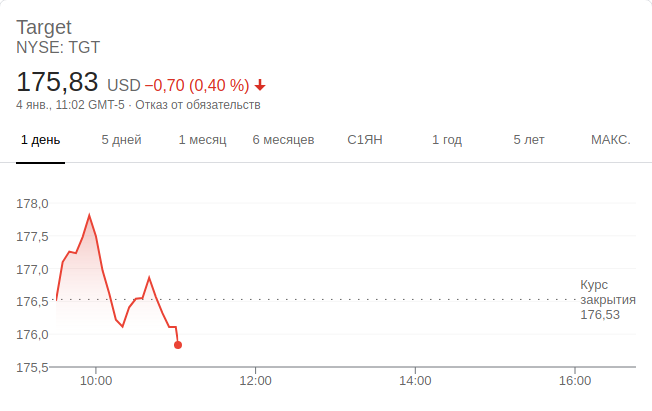 Target
NYSE: TGT
175,83 USD −0,70 (0,40 %)
4 янв., 11:02 GMT-5 · Отказ от обязательств
1 день 5 дней 1 месяц 6 месяцев С1ЯН 1 год 5 лет МАКС.
178,0
177,5
177,0
176,5
176,0
175,5
Курс
закрытия
176,53
10:00 12:00 14:00 16:00